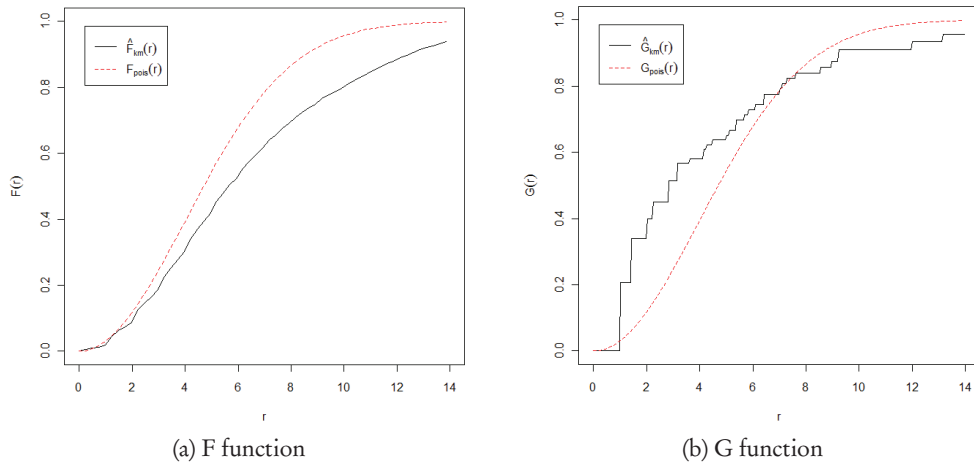 F̂km(r)
Fpois(r)
F(r)
0.0 0.2 0.4 0.6 0.8 1.0
0 2 4 6 8 10 12 14
r
(a) F function
Ĝkm(r)
Gpois(r)
G(r)
0.0 0.2 0.4 0.6 0.8 1.0
0 2 4 6 8 10 12 14
r
(b) G function